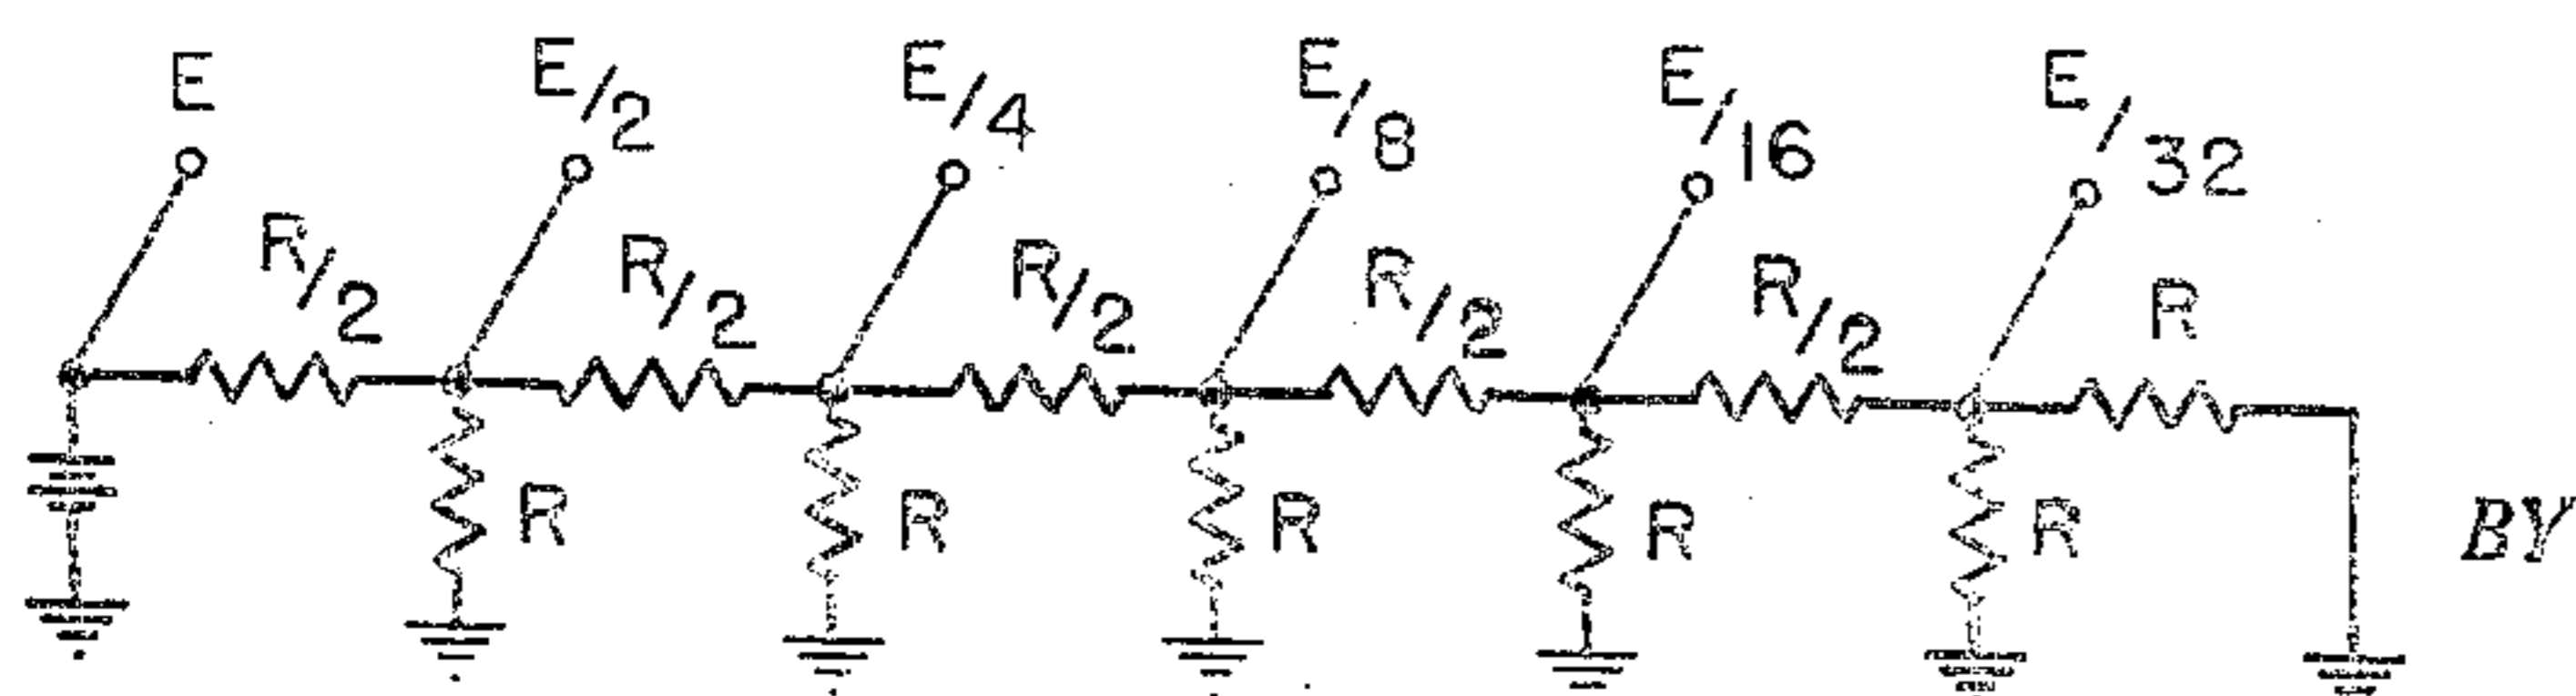 E E/2 E/4 E/8 E/16 E/32
R/2 R/2 R/2 R/2 R/2 R
R R R R R BY